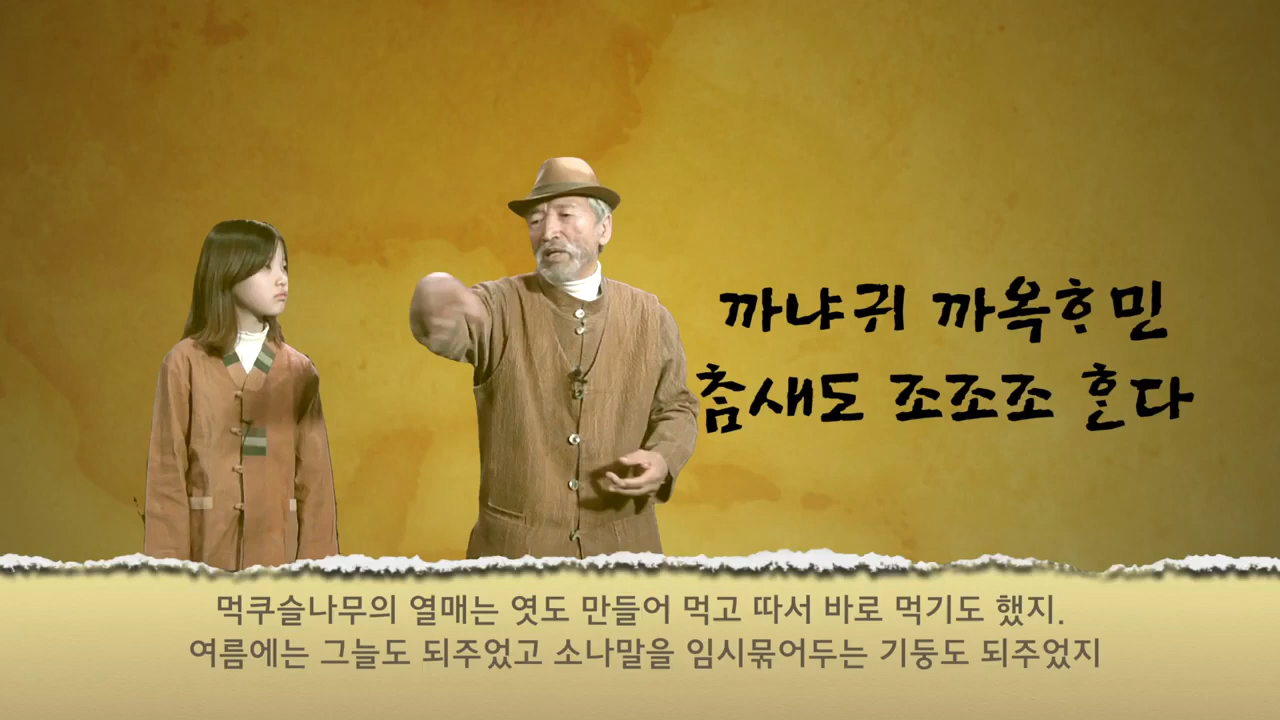 까냐귀 까옥ᄒᆞ민
ᄎᆞᆷ새도 조조조 ᄒᆞᆫ다
먹쿠슬나무의 열매는 엿도 만들어 먹고 따서 바로 먹기도 했지.
여름에는 그늘도 되주었고 소나말을 임시묶어두는 기둥도 되주었지